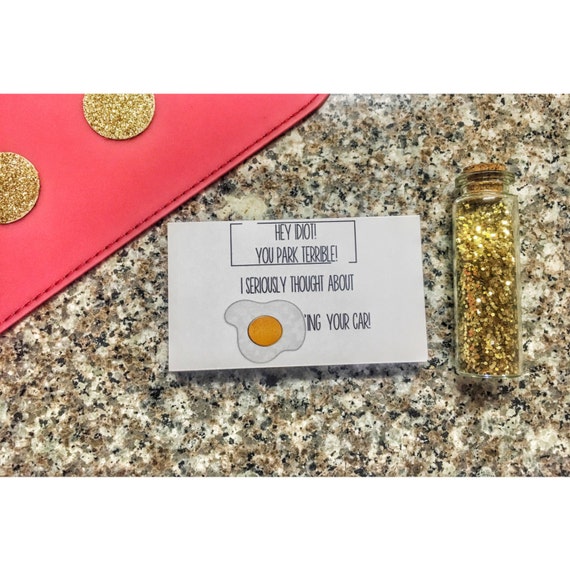 HEY IDIOT!
YOU PARK TERRIBLE!
I SERIOUSLY THOUGHT ABOUT
ING YOUR CAR!